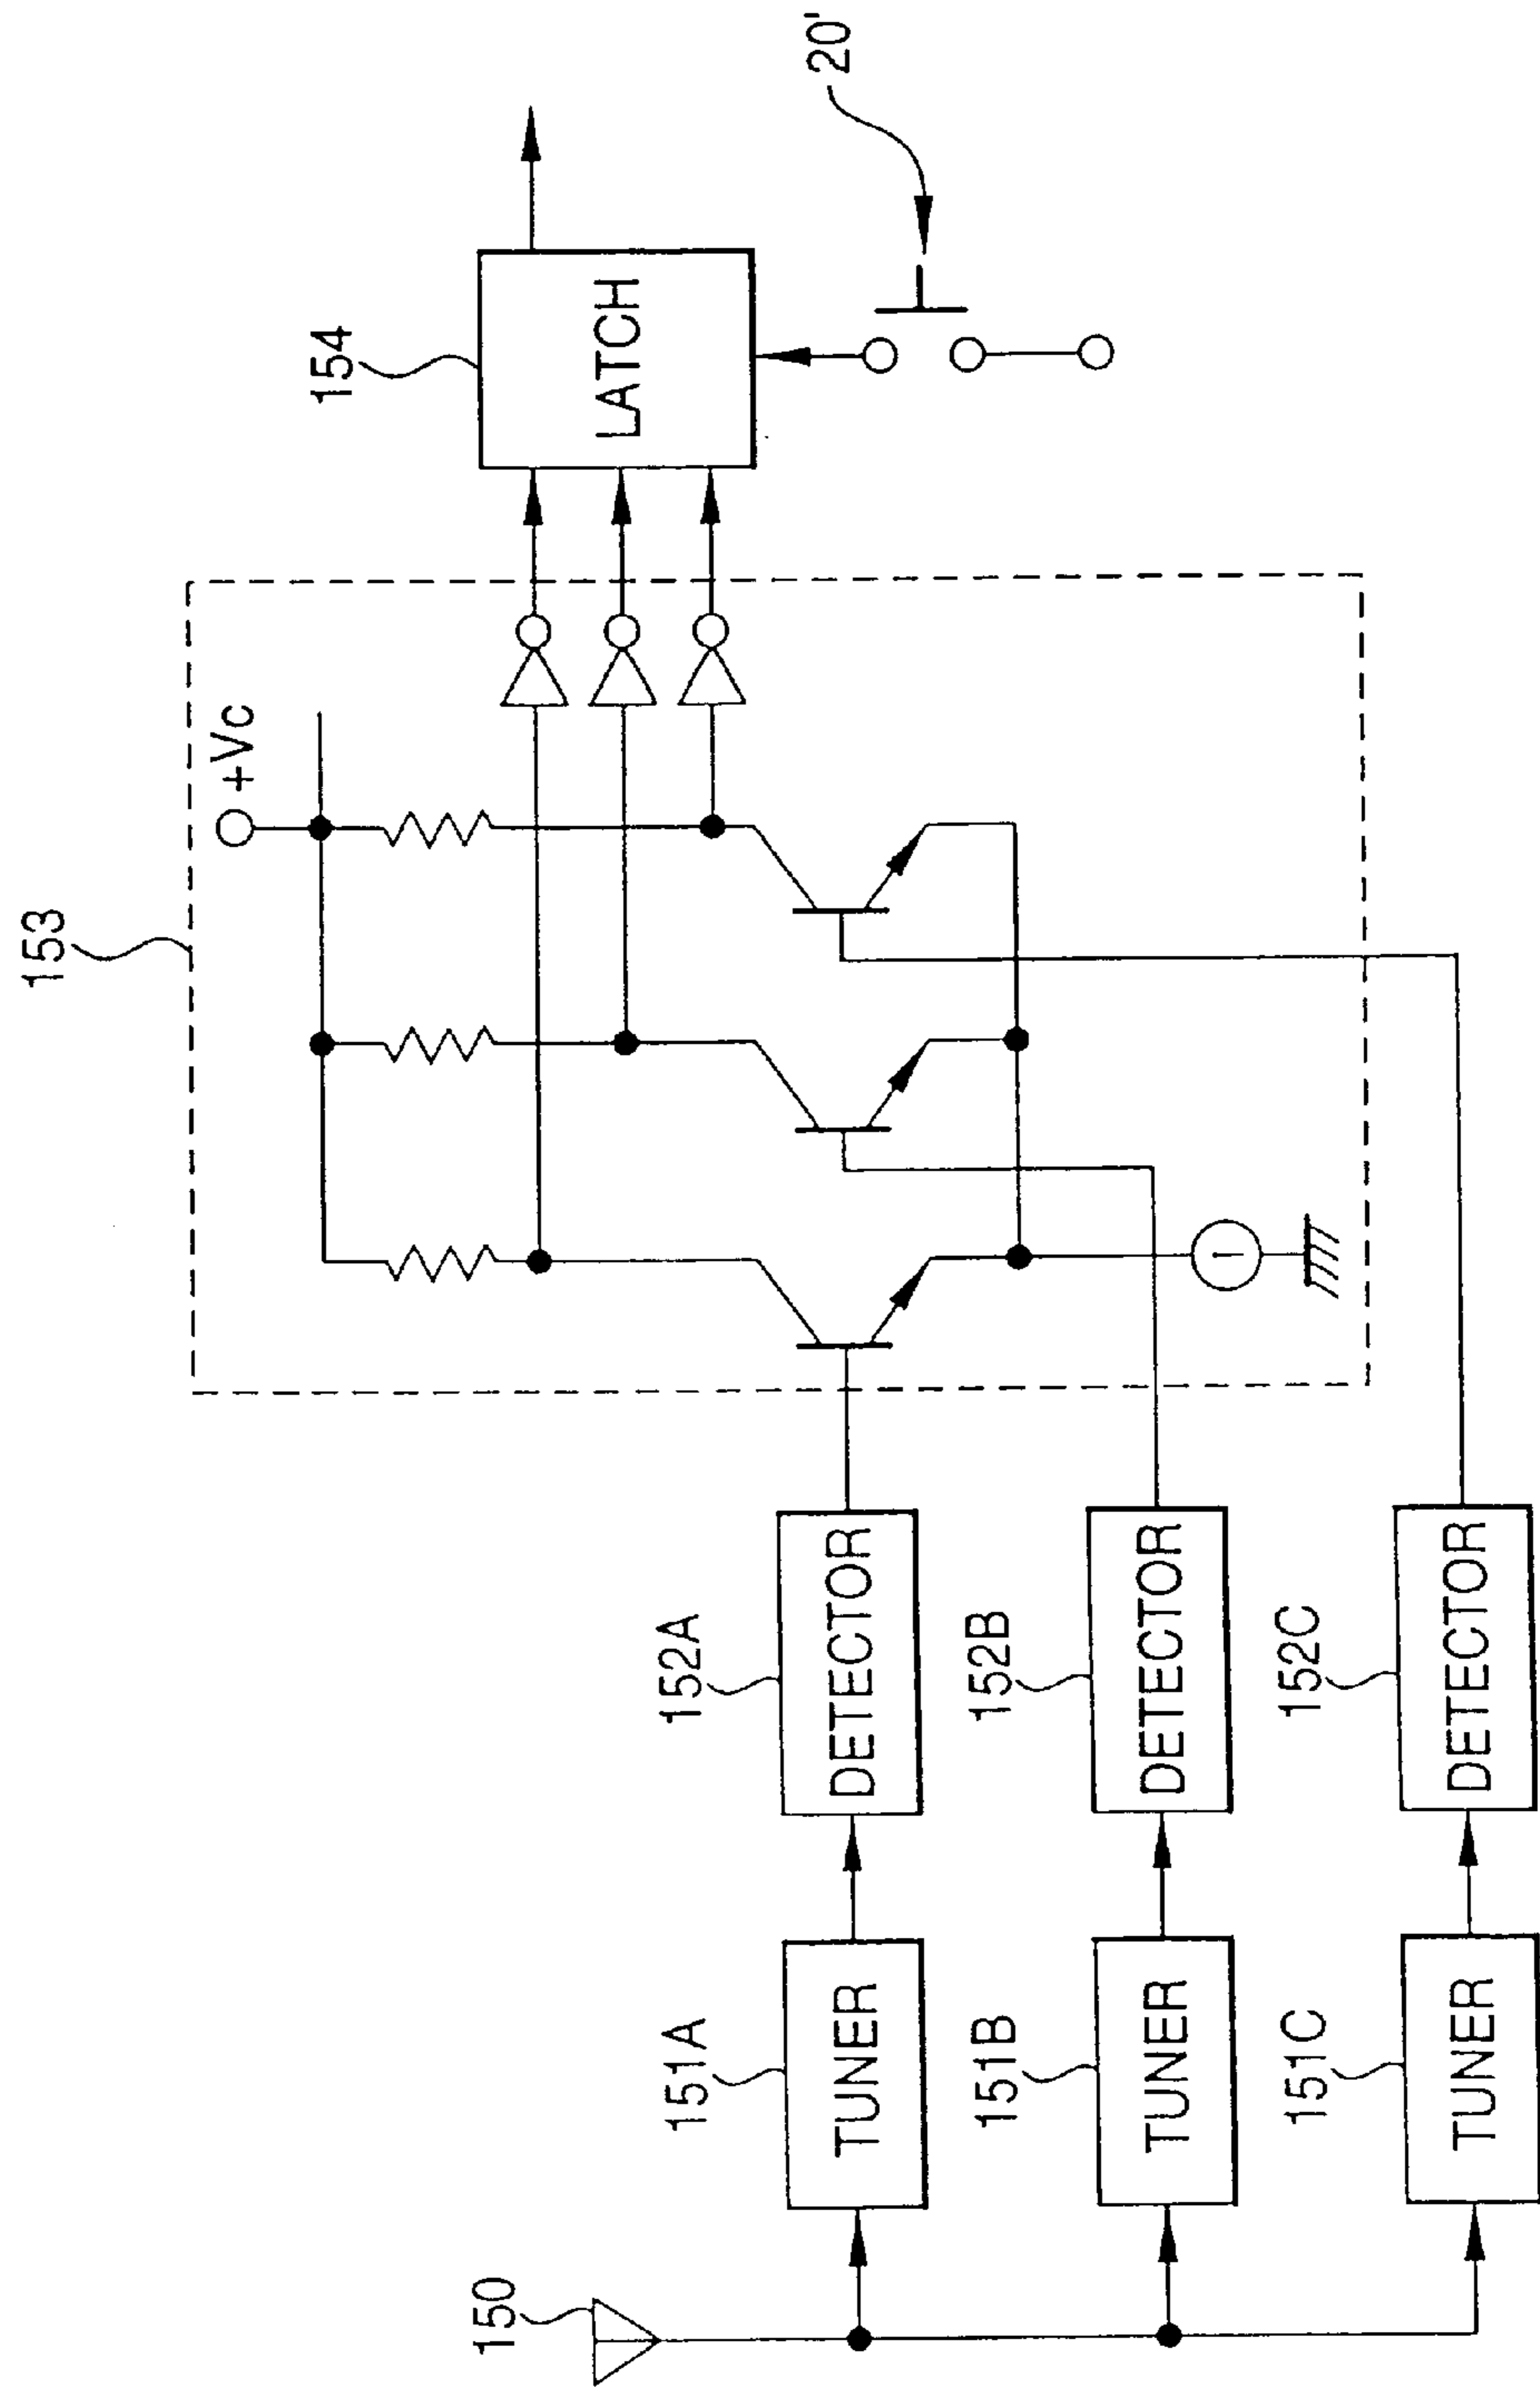 153
154
+Vc
LATCH
20'
150
151A
TUNER
152A
DETECTOR
151B
TUNER
152B
DETECTOR
151C
TUNER
152C
DETECTOR